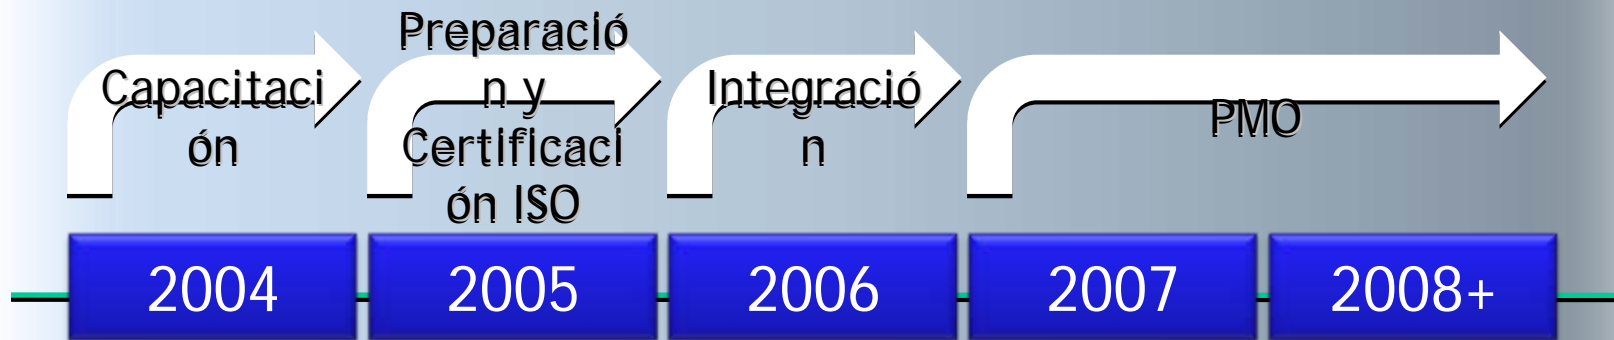 Capacitaci
ón
Preparació
n y
Certificaci
ón ISO
Integració
n
PMO
2004
2005
2006
2007
2008+